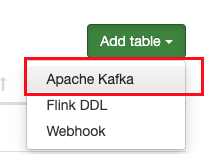 Add table
Apache Kafka
Flink DDL
Webhook